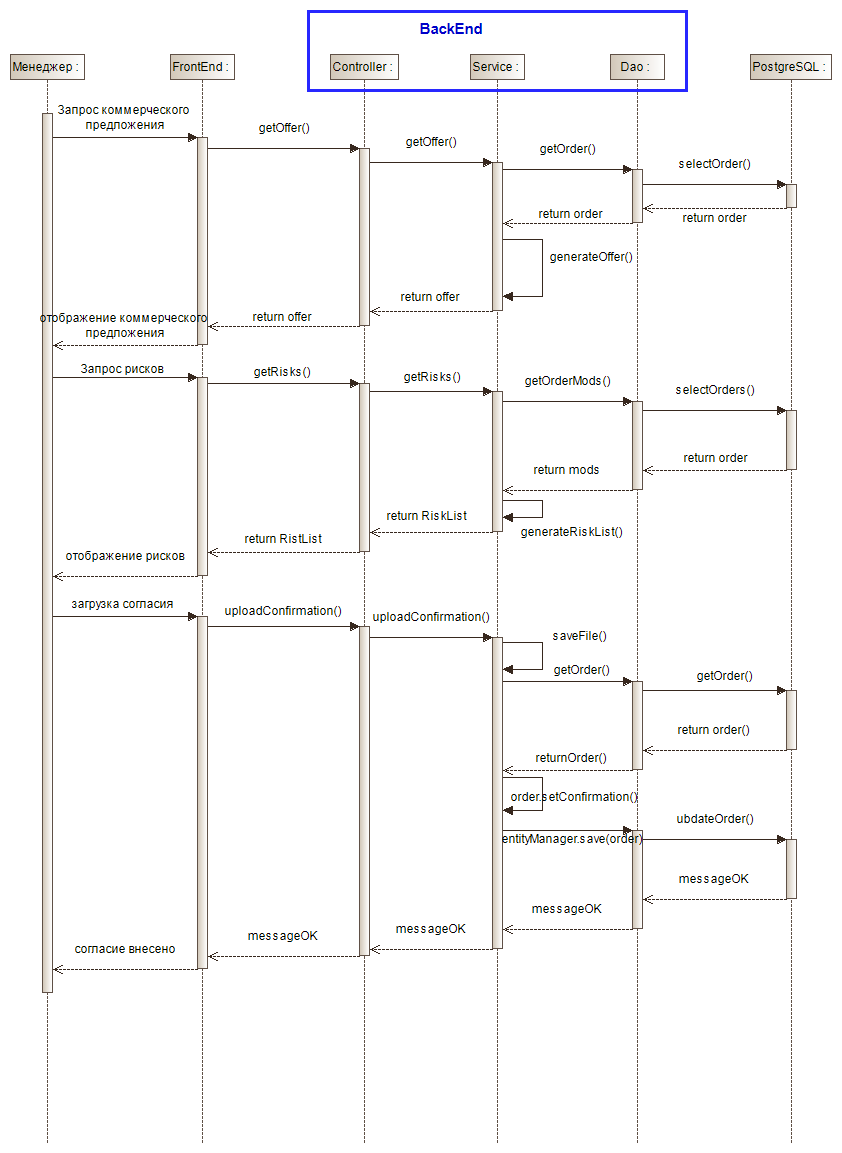 BackEnd
Менеджер :
FrontEnd :
Controller :
Service :
Dao :
PostgreSQL :
Запрос коммерческого
предложения
getOffer()
getOffer()
getOrder()
selectOrder()
return order
return order
generateOffer()
return offer
return offer
отображение коммерческого
предложения
Запрос рисков
getRisks()
getRisks()
getOrderMods()
selectOrders()
return order
return mods
generateRiskList()
return RiskList
return RistList
отображение рисков
загрузка согласия
uploadConfirmation()
uploadConfirmation()
saveFile()
getOrder()
getOrder()
return order()
returnOrder()
order.setConfirmation()
entityManager.save(order)
ubdateOrder()
messageOK
messageOK
messageOK
messageOK
согласие внесено